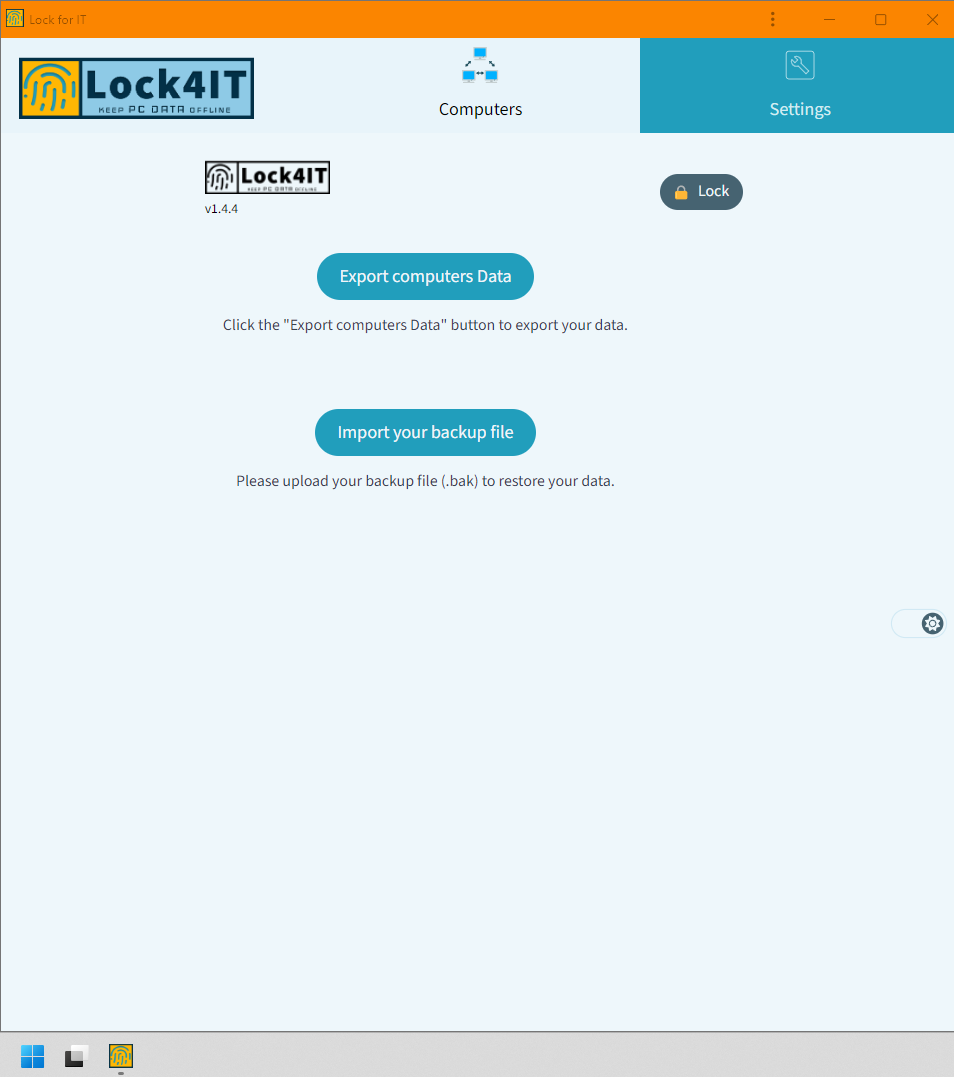 Lock for IT
Lock4IT
KEEP PC DATA OFFLINE
Computers
Settings
Lock4IT
KEEP PC DATA OFFLINE
v1.4.4
Lock
Export computers Data
Click the "Export computers Data" button to export your data.
Import your backup file
Please upload your backup file (.bak) to restore your data.